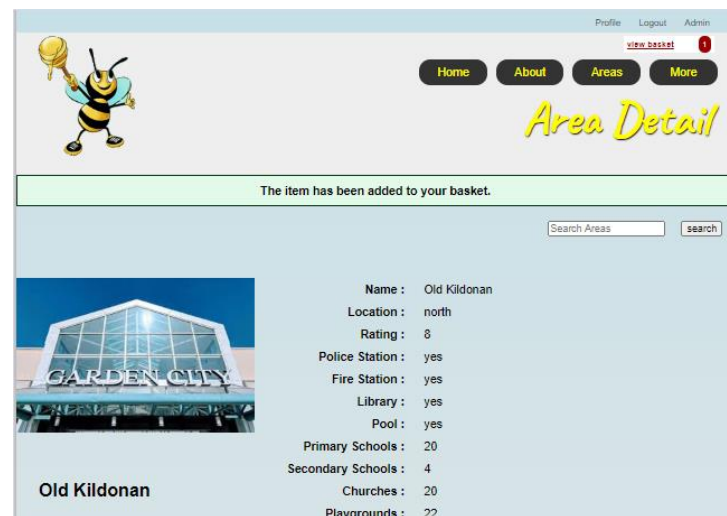 Profile Logout Admin
view basket 1
Home About Areas More
Area Detail
The item has been added to your basket.
Search Areas search
GARDEN CITY
Name : Old Kildonan
Location : north
Rating : 8
Police Station : yes
Fire Station : yes
Library : yes
Pool : yes
Primary Schools : 20
Secondary Schools : 4
Old Kildonan
Churches : 20
Playgrounds : 22